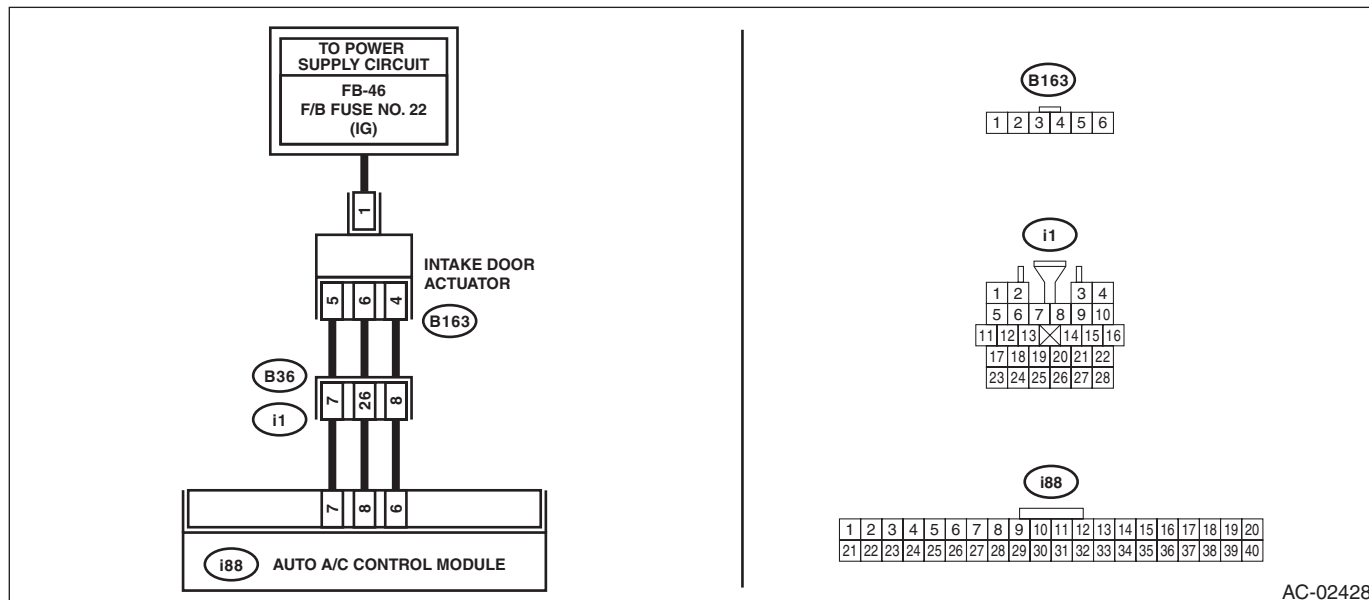 TO POWER
SUPPLY CIRCUIT
FB-46
F/B FUSE NO. 22
(IG)
1
INTAKE DOOR
ACTUATOR
5 6 4
B163
B36
7 26 8
i1
7 8 6
i88 AUTO A/C CONTROL MODULE
B163
1 2 3 4 5 6
i1
1 2 3 4
5 6 7 8 9 10
11 12 13 14 15 16
17 18 19 20 21 22
23 24 25 26 27 28
i88
1 2 3 4 5 6 7 8 9 10 11 12 13 14 15 16 17 18 19 20
21 22 23 24 25 26 27 28 29 30 31 32 33 34 35 36 37 38 39 40
AC-02428